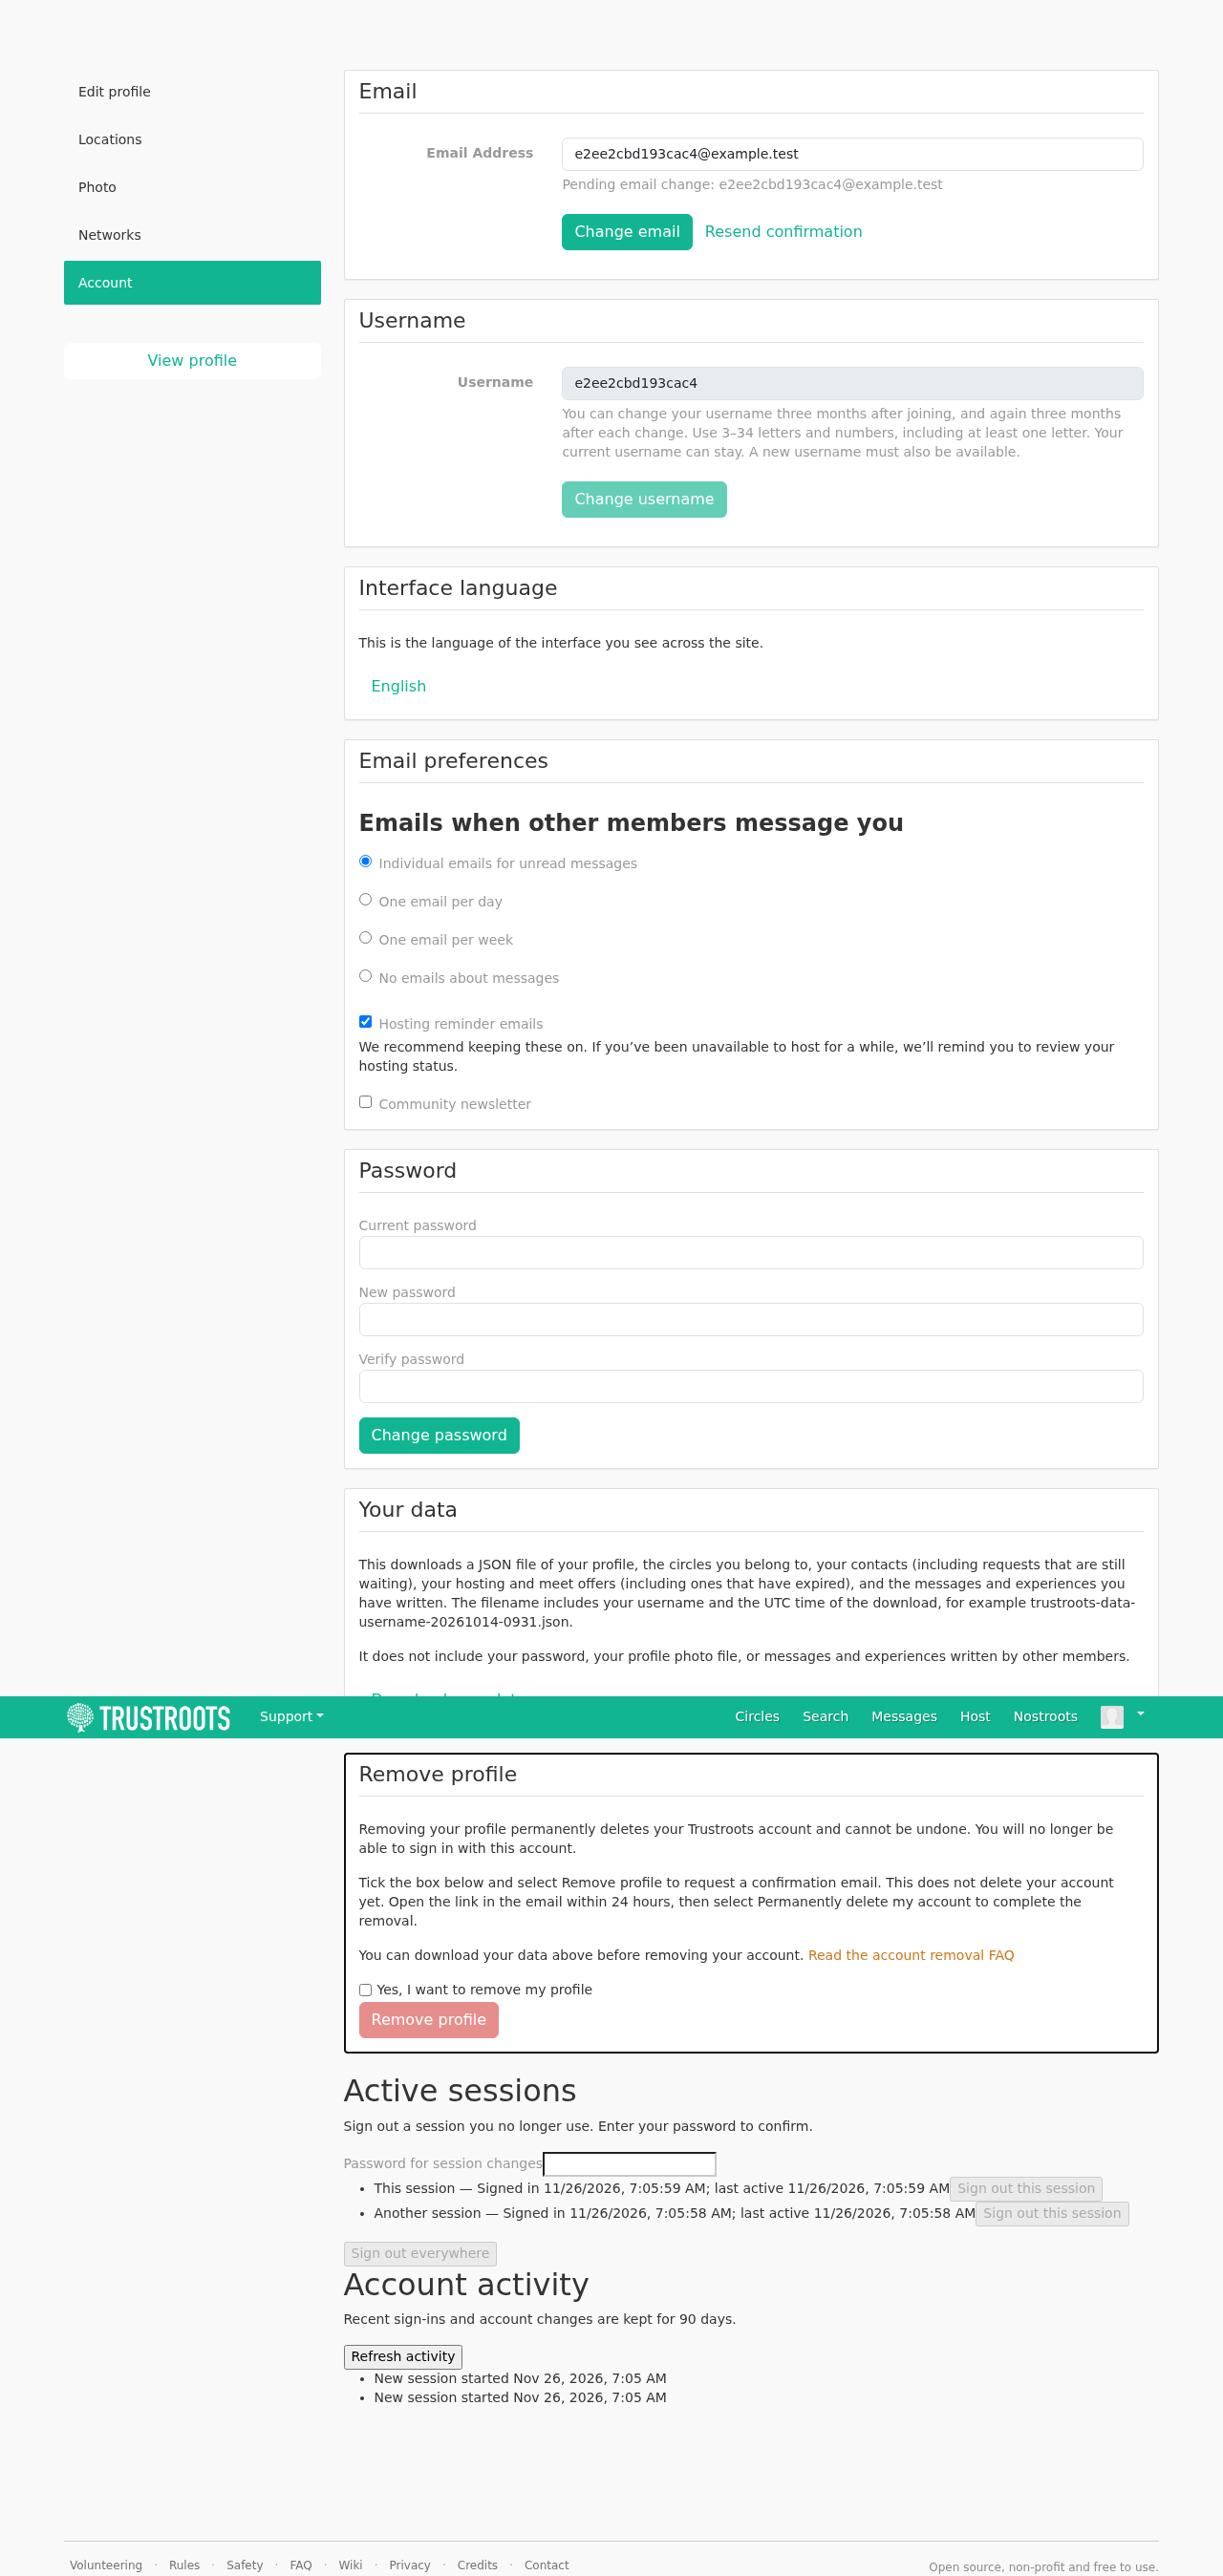 Edit profile
Locations
Photo
Networks
Account
View profile
Email
Email Address
e2ee2cbd193cac4@example.test
Pending email change: e2ee2cbd193cac4@example.test
Change email
Resend confirmation
Username
Username
e2ee2cbd193cac4
You can change your username three months after joining, and again three months
after each change. Use 3–34 letters and numbers, including at least one letter. Your
current username can stay. A new username must also be available.
Change username
Interface language
This is the language of the interface you see across the site.
English
Email preferences
Emails when other members message you
Individual emails for unread messages
One email per day
One email per week
No emails about messages
Hosting reminder emails
We recommend keeping these on. If you’ve been unavailable to host for a while, we’ll remind you to review your
hosting status.
Community newsletter
Password
Current password
New password
Verify password
Change password
Your data
This downloads a JSON file of your profile, the circles you belong to, your contacts (including requests that are still
waiting), your hosting and meet offers (including ones that have expired), and the messages and experiences you
have written. The filename includes your username and the UTC time of the download, for example trustroots-data-
username-20261014-0931.json.
It does not include your password, your profile photo file, or messages and experiences written by other members.
TRUSTROOTS
Support
Circles
Search
Messages
Host
Nostroots
Remove profile
Removing your profile permanently deletes your Trustroots account and cannot be undone. You will no longer be
able to sign in with this account.
Tick the box below and select Remove profile to request a confirmation email. This does not delete your account
yet. Open the link in the email within 24 hours, then select Permanently delete my account to complete the
removal.
You can download your data above before removing your account. Read the account removal FAQ
Yes, I want to remove my profile
Remove profile
Active sessions
Sign out a session you no longer use. Enter your password to confirm.
Password for session changes
This session — Signed in 11/26/2026, 7:05:59 AM; last active 11/26/2026, 7:05:59 AM Sign out this session
Another session — Signed in 11/26/2026, 7:05:58 AM; last active 11/26/2026, 7:05:58 AM Sign out this session
Sign out everywhere
Account activity
Recent sign-ins and account changes are kept for 90 days.
Refresh activity
New session started Nov 26, 2026, 7:05 AM
New session started Nov 26, 2026, 7:05 AM
Volunteering · Rules · Safety · FAQ · Wiki · Privacy · Credits · Contact
Open source, non-profit and free to use.